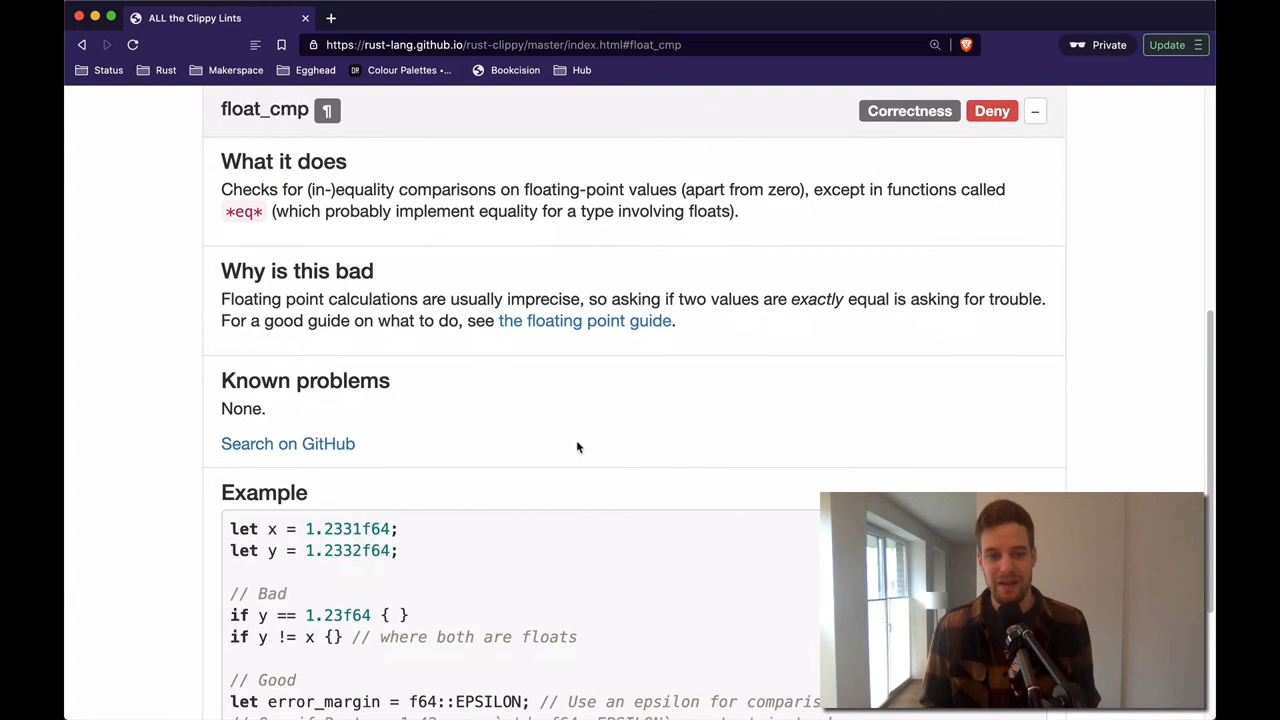 ALL the Clippy Lints
https://rust-lang.github.io/rust-clippy/master/index.html#float_cmp
Private
Update
Status
Rust
Makerspace
Egghead
DR Colour Palettes •...
Bookcision
Hub
float_cmp ¶
Correctness
Deny
–
What it does
Checks for (in-)equality comparisons on floating-point values (apart from zero), except in functions called
*eq* (which probably implement equality for a type involving floats).
Why is this bad
Floating point calculations are usually imprecise, so asking if two values are exactly equal is asking for trouble.
For a good guide on what to do, see the floating point guide.
Known problems
None.
Search on GitHub
Example
let x = 1.2331f64;
let y = 1.2332f64;
// Bad
if y == 1.23f64 { }
if y != x {} // where both are floats
// Good
let error_margin = f64::EPSILON; // Use an epsilon for comparis